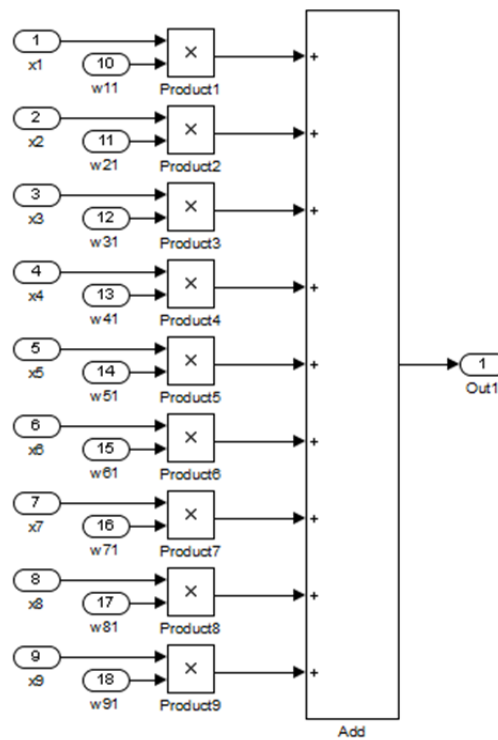 1
x1
10
w11
×
Product1
+
2
x2
11
w21
×
Product2
+
3
x3
12
w31
×
Product3
+
4
x4
13
w41
×
Product4
+
5
x5
14
w51
×
Product5
+
6
x6
15
w61
×
Product6
+
7
x7
16
w71
×
Product7
+
8
x8
17
w81
×
Product8
+
9
x9
18
w91
×
Product9
+
Add
1
Out1